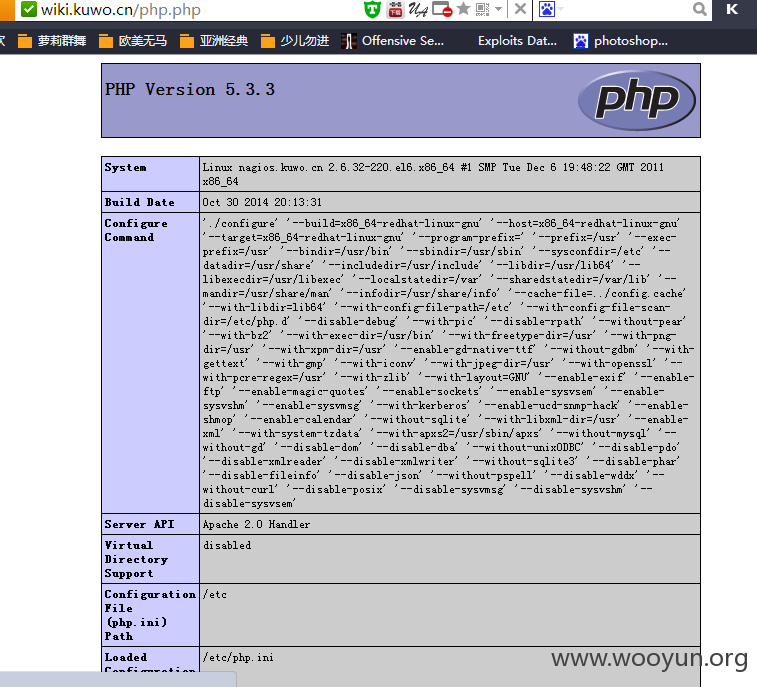 wiki.kuwo.cn/php.php
萝莉群舞 欧美无马 亚洲经典 少儿勿进 Offensive Se... Exploits Dat... photoshop...
PHP Version 5.3.3
php
System Linux nagios.kuwo.cn 2.6.32-220.el6.x86_64 #1 SMP Tue Dec 6 19:48:22 GMT 2011
x86_64
Build Date Oct 30 2014 20:13:31
Configure './configure' '--build=x86_64-redhat-linux-gnu' '--host=x86_64-redhat-linux-gnu'
Command '--target=x86_64-redhat-linux-gnu' '--program-prefix=' '--prefix=/usr' '--exec-
prefix=/usr' '--bindir=/usr/bin' '--sbindir=/usr/sbin' '--sysconfdir=/etc' '--
datadir=/usr/share' '--includedir=/usr/include' '--libdir=/usr/lib64' '--
libexecdir=/usr/libexec' '--localstatedir=/var' '--sharedstatedir=/var/lib' '--
mandir=/usr/share/man' '--infodir=/usr/share/info' '--cache-file=../config.cache'
'--with-libdir=lib64' '--with-config-file-path=/etc' '--with-config-file-scan-
dir=/etc/php.d' '--disable-debug' '--with-pic' '--disable-rpath' '--without-pear'
'--with-bz2' '--with-exec-dir=/usr/bin' '--with-freetype-dir=/usr' '--with-png-
dir=/usr' '--with-xpm-dir=/usr' '--enable-gd-native-ttf' '--without-gdbm' '--with-
gettext' '--with-gmp' '--with-iconv' '--with-jpeg-dir=/usr' '--with-openssl' '--
with-pcre-regex=/usr' '--with-zlib' '--with-layout=GNU' '--enable-exif' '--enable-
ftp' '--enable-magic-quotes' '--enable-sockets' '--enable-sysvsem' '--enable-
sysvshm' '--enable-sysvmsg' '--with-kerberos' '--enable-ucd-snmp-hack' '--enable-
shmop' '--enable-calendar' '--without-sqlite' '--with-libxml-dir=/usr' '--enable-
xml' '--with-system-tzdata' '--with-apxs2=/usr/sbin/apxs' '--without-mysql' '--
without-gd' '--disable-dom' '--disable-dba' '--without-unixODBC' '--disable-pdo'
'--disable-xmlreader' '--disable-xmlwriter' '--without-sqlite3' '--disable-phar'
'--disable-fileinfo' '--disable-json' '--without-pspell' '--disable-wddx' '--
without-curl' '--disable-posix' '--disable-sysvmsg' '--disable-sysvshm' '--
disable-sysvsem'
Server API Apache 2.0 Handler
Virtual disabled
Directory
Support
Configuration /etc
File
(php.ini)
Path
Loaded /etc/php.ini
Configuration
www.wooyun.org